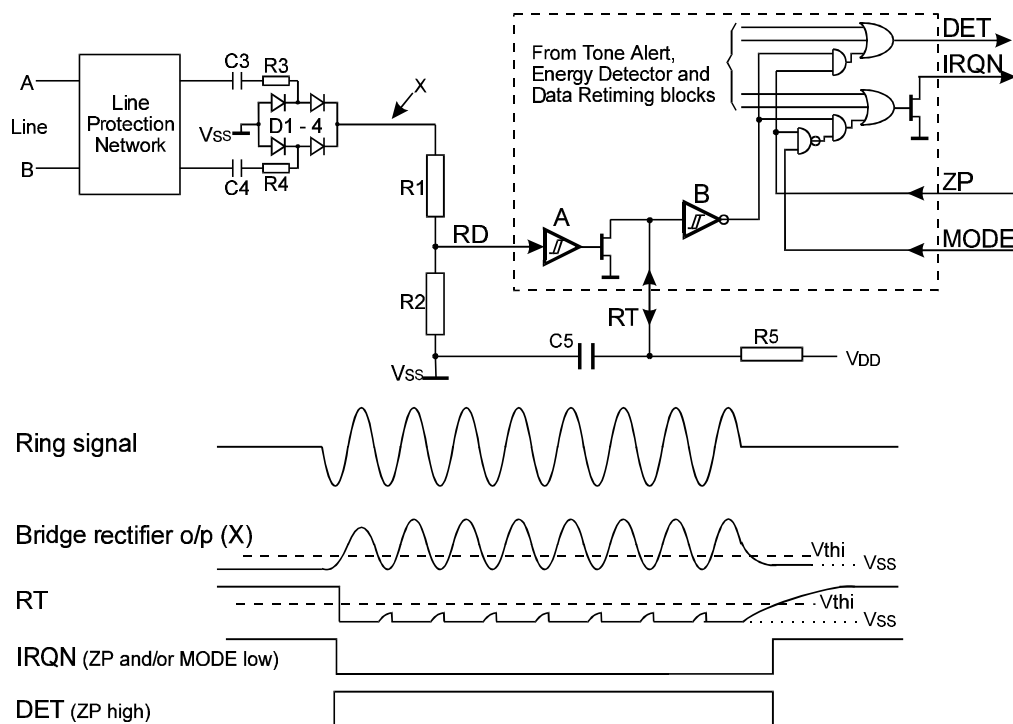 DET
IRQN
From Tone Alert,
Energy Detector and
Data Retiming blocks
C3
R3
A
X
Line
Protection
Network
Line
VSS
D1 - 4
B
C4
R4
ZP
R1
A
B
RD
MODE
R2
RT
C5
R5
VDD
VSS
Ring signal
Bridge rectifier o/p (X)
Vthi
VSS
RT
Vthi
VSS
IRQN (ZP and/or MODE low)
DET (ZP high)